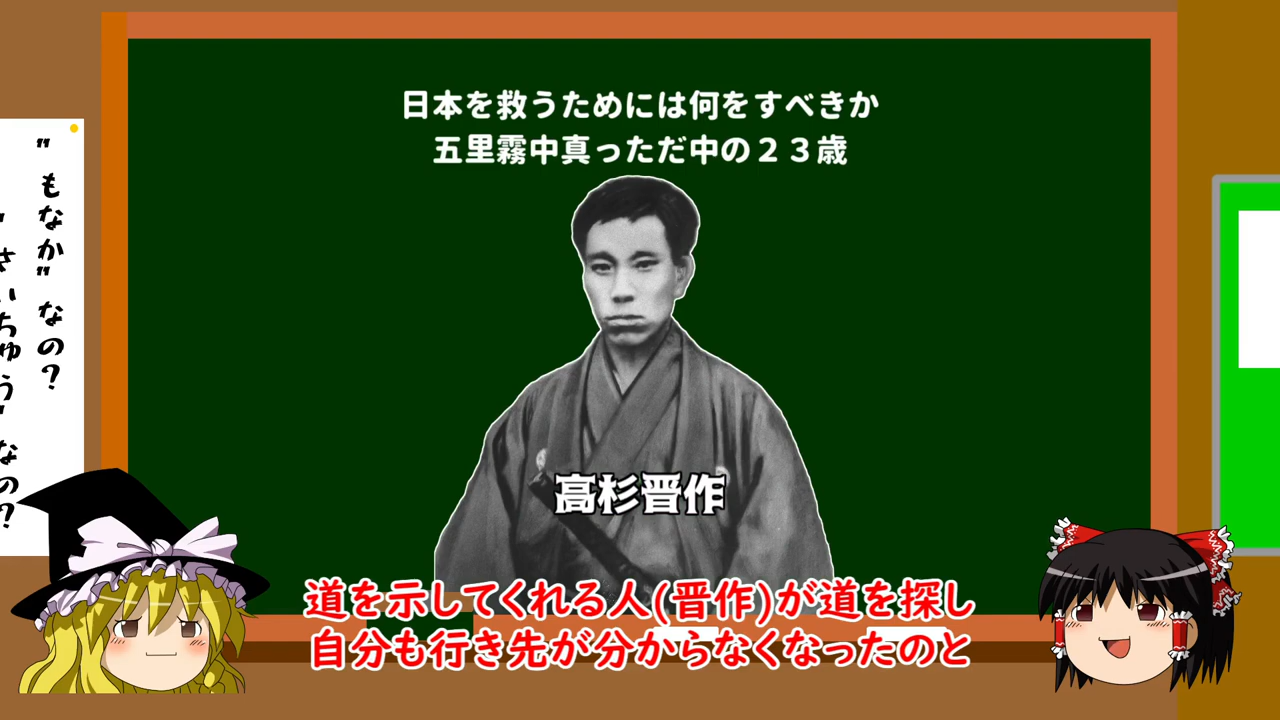 日本を救うためには何をすべきか
五里霧中真っただ中の２３歳
"もなか"なの？
"さいちゅう"なの？
高杉晋作
道を示してくれる人(晋作)が道を探し
自分も行き先が分からなくなったのと